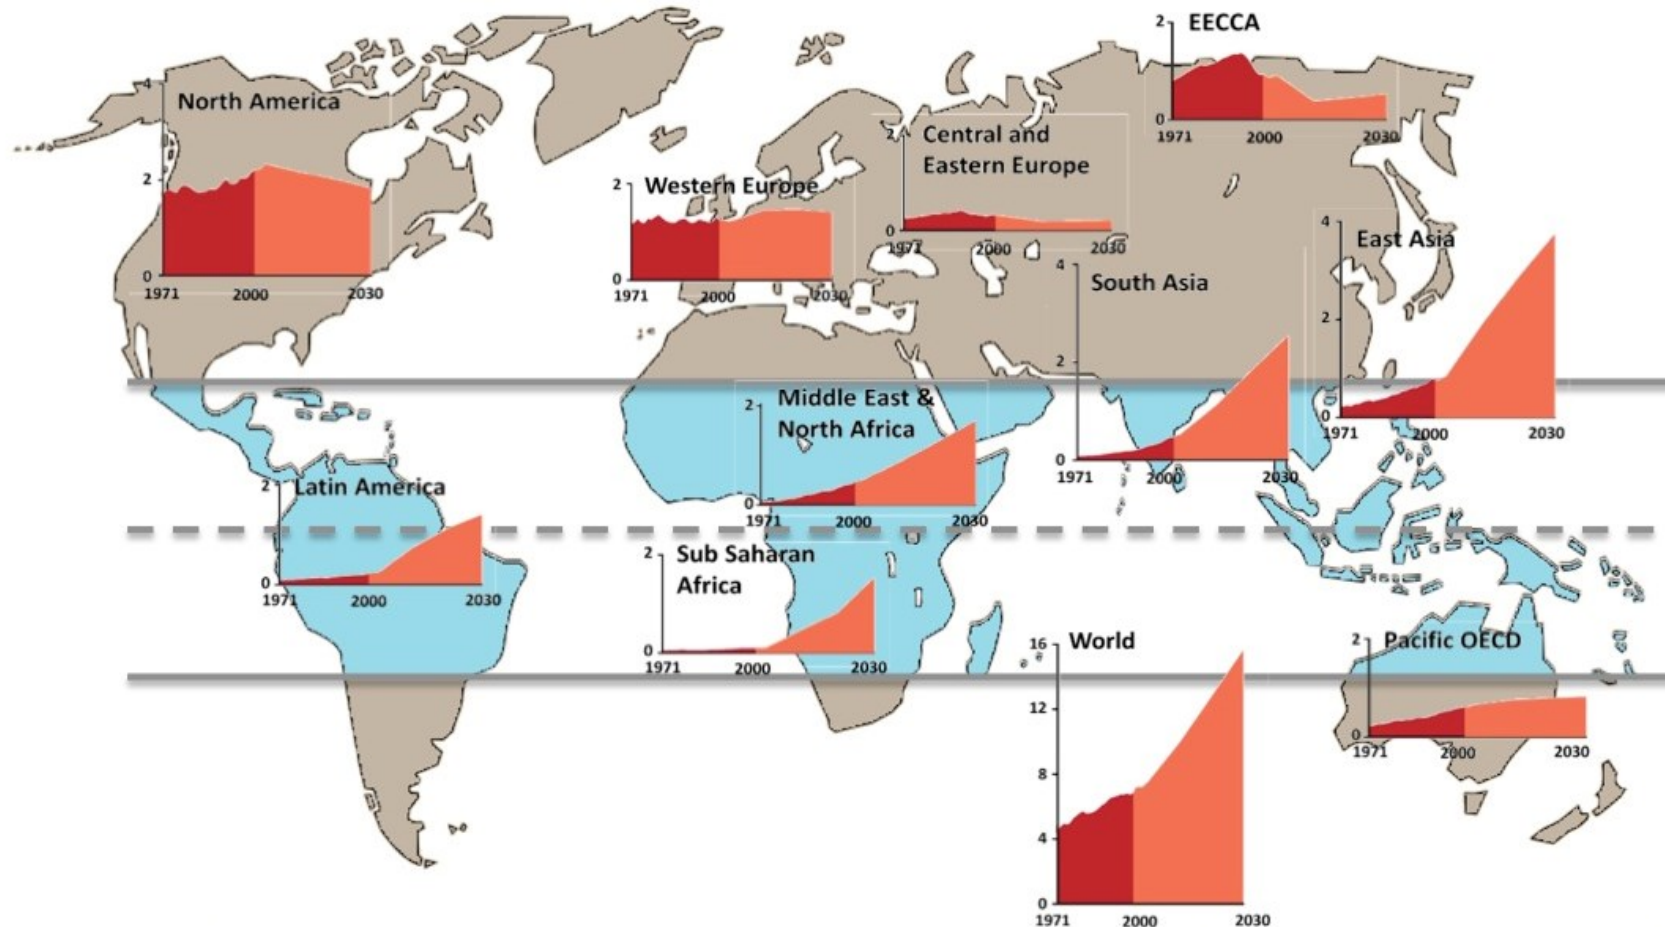 2
EECCA
0
1971 2000 2030
4
North America
2
0
1971 2000 2030
2
Central and
Eastern Europe
0
1971 2000 2030
2
Western Europe
0
1971 2000 2030
4
East Asia
2
0
1971 2000 2030
4
South Asia
2
0
1971 2000 2030
Middle East &
2
North Africa
0
1971 2000 2030
2
Latin America
0
1971 2000 2030
2
Sub Saharan
Africa
0
1971 2000 2030
16
World
12
8
4
0
1971 2000 2030
2
Pacific OECD
0
1971 2000 2030